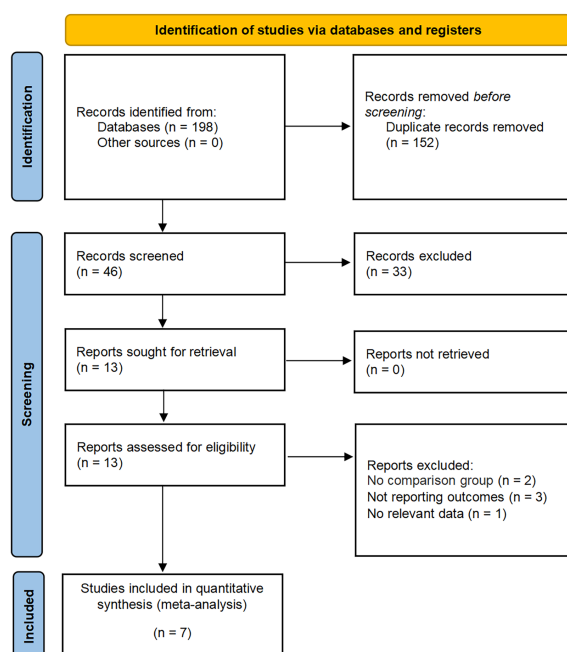 Identification of studies via databases and registers
Identification
Records identified from:
Databases (n = 198)
Other sources (n = 0)
Records removed before
screening:
Duplicate records removed
(n = 152)
Screening
Records screened
(n = 46)
Records excluded
(n = 33)
Reports sought for retrieval
(n = 13)
Reports not retrieved
(n = 0)
Reports assessed for eligibility
(n = 13)
Reports excluded:
No comparison group (n = 2)
Not reporting outcomes (n = 3)
No relevant data (n = 1)
Included
Studies included in quantitative
synthesis (meta-analysis)
(n = 7)